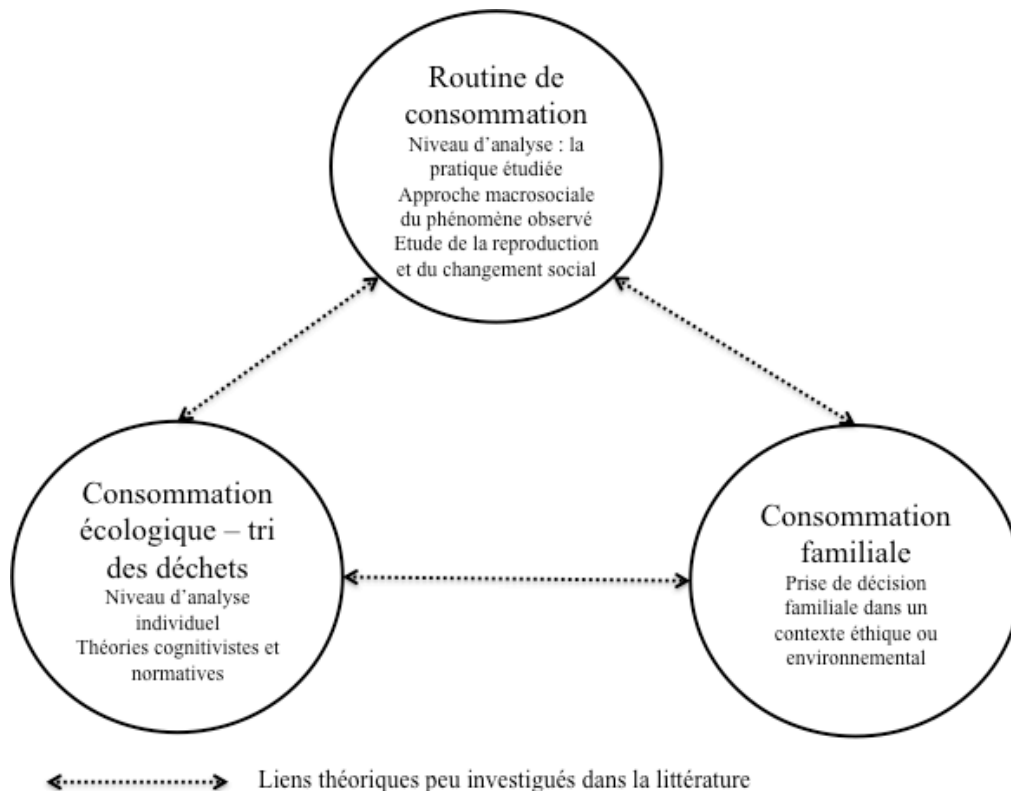 Routine de
consommation
Niveau d'analyse : la
pratique étudiée
Approche macrosociale
du phénomène observé
Etude de la reproduction
et du changement social
Consommation
écologique – tri
des déchets
Niveau d'analyse
individuel
Théories cognitivistes et
normatives
Consommation
familiale
Prise de décision
familiale dans un
contexte éthique ou
environnemental
Liens théoriques peu investigués dans la littérature